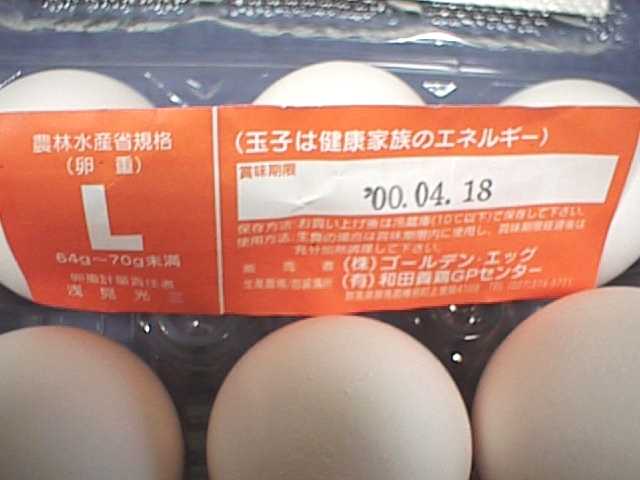 農林水産省規格
(卵重)
L
64g～70g未満
卵重計量責任者
浅見光三
(玉子は健康家族のエネルギー)
賞味期限
'00.04.18
保存方法:お買い上げ後は冷蔵庫(10℃以下)で保存して下さい。
使用方法:生食の場合は賞味期限内に使用し、賞味期限経過後は
充分加熱調理して下さい。
販売者 (株)ゴールデン・エッグ
(有)和田養鶏GPセンター